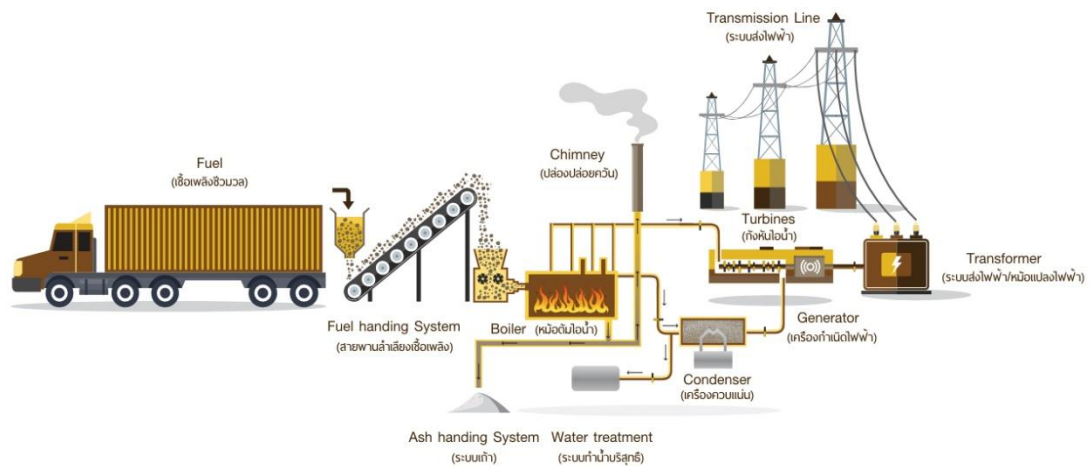 Transmission Line
(ระบบส่งไฟฟ้า)
Fuel
(เชื้อเพลิงชีวมวล)
Chimney
(ปล่องปล่อยควัน)
Turbines
(กังหันไอน้ำ)
Transformer
(ระบบส่งไฟฟ้า/หม้อแปลงไฟฟ้า)
Fuel handing System
(สายพานลำเลียงเชื้อเพลิง)
Boiler (หม้อต้มไอน้ำ)
Generator
(เครื่องกำเนิดไฟฟ้า)
Condenser
(เครื่องควบแน่น)
Ash handing System
(ระบบเถ้า)
Water treatment
(ระบบทำน้ำบริสุทธิ์)